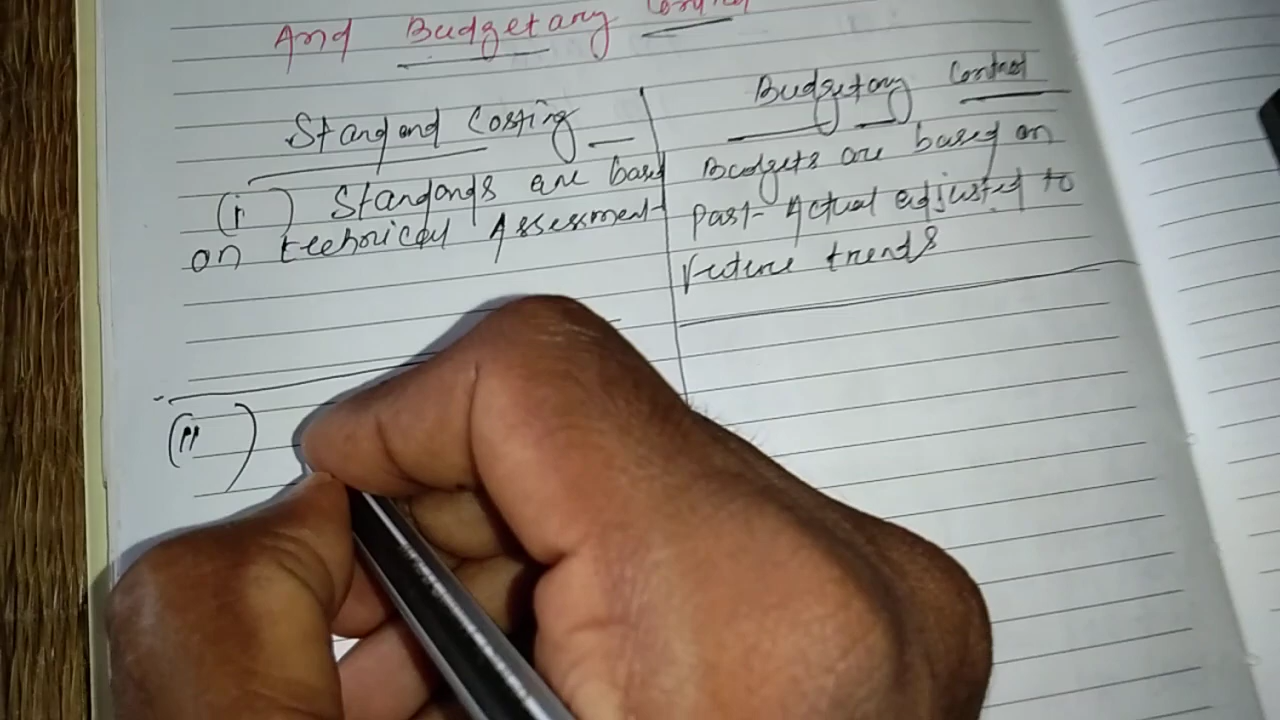 And Budgetary Control
Standard Costing
Budgetary Control
(i) Standards are based
on technical Assessment
Budgets are based on
past Actual adjusted to
future trends
(ii)